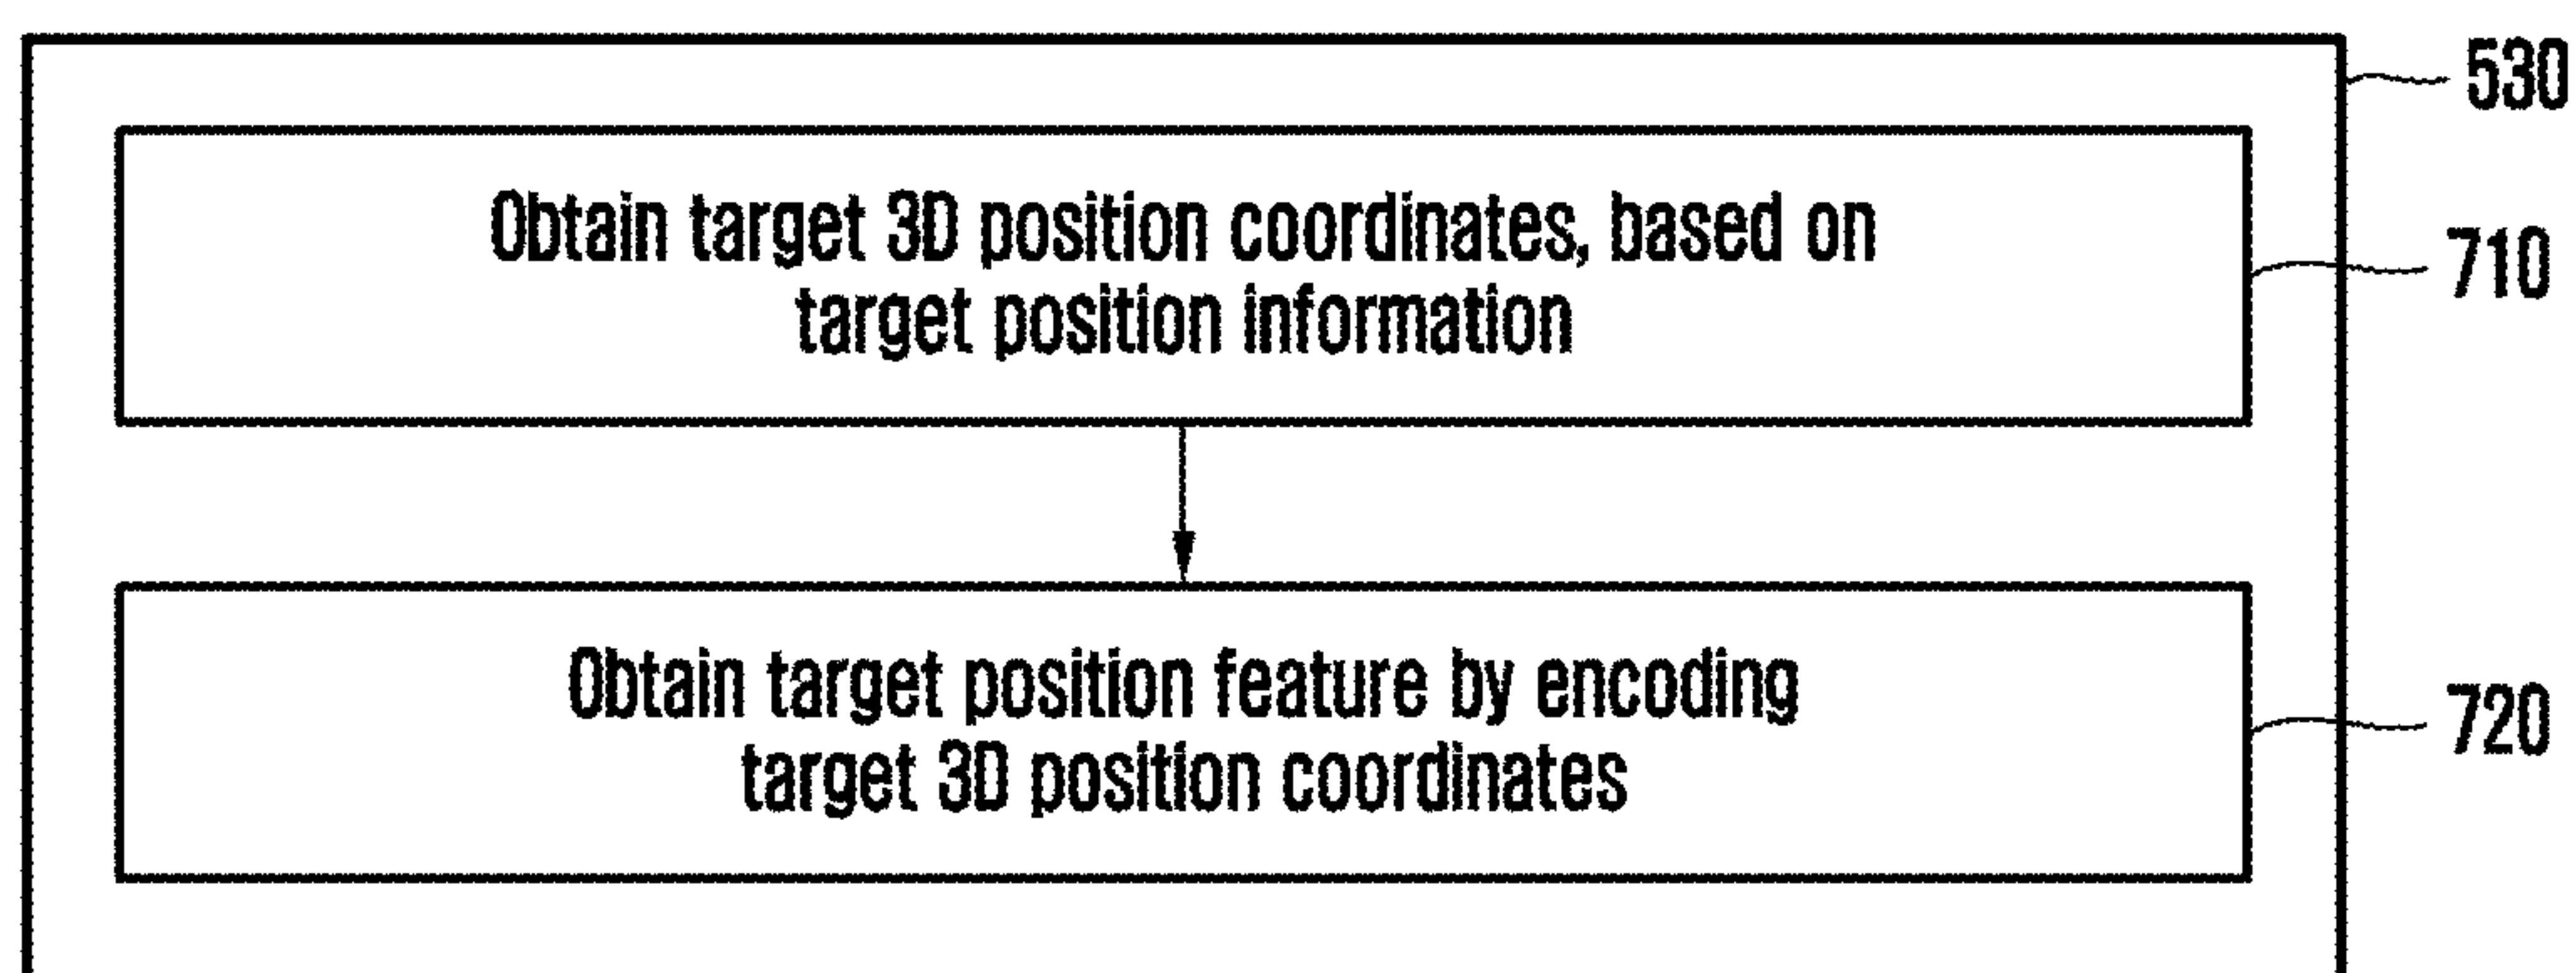 530
Obtain target 3D position coordinates, based on
target position information
710
Obtain target position feature by encoding
target 3D position coordinates
720